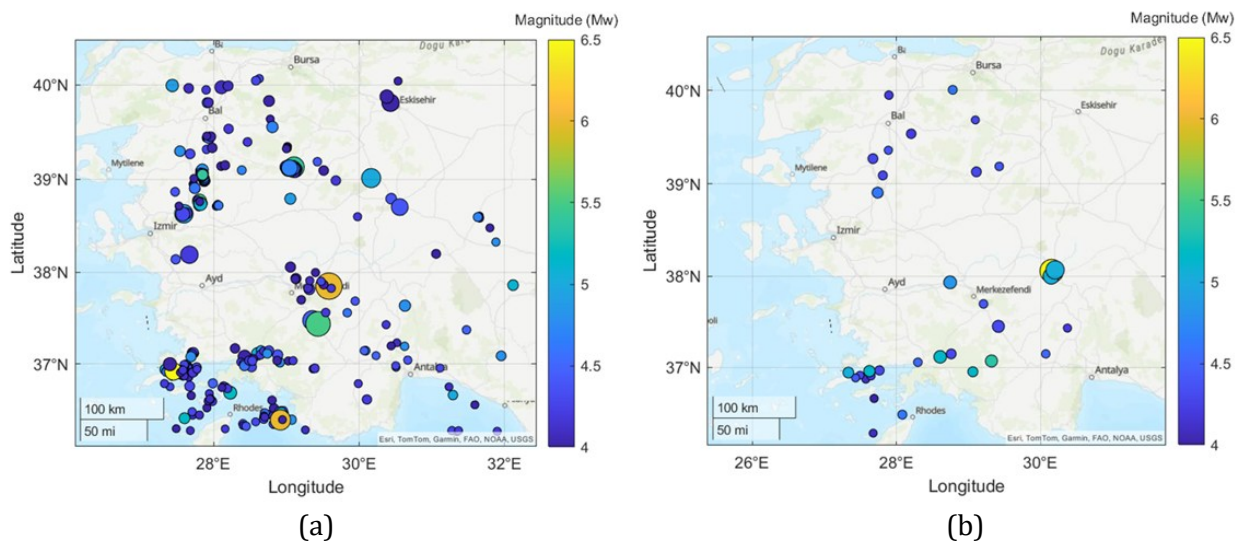 Magnitude (Mw)
Dogu Kara
Bi
Bursa
40°N
Eskisehir
Bal
Mytilene
39°N
Izmir
38°N
Ayd
M
di
37°N
Antalya
Rhodes
100 km
50 mi
Esri, TomTom, Garmin, FAO, NOAA, USGS
28°E
30°E
32°E
Latitude
Longitude
6.5
6
5.5
5
4.5
4
(a)
Magnitude (Mw)
Dogu Karade
Bursa
40°N
Eskisehir
Bal
Mytilene
39°N
Izmir
38°N
Ayd
Merkezefendi
oli
37°N
Antalya
Rhodes
100 km
50 mi
Esri, TomTom, Garmin, FAO, NOAA, USGS
26°E
28°E
30°E
Latitude
Longitude
6.5
6
5.5
5
4.5
4
(b)